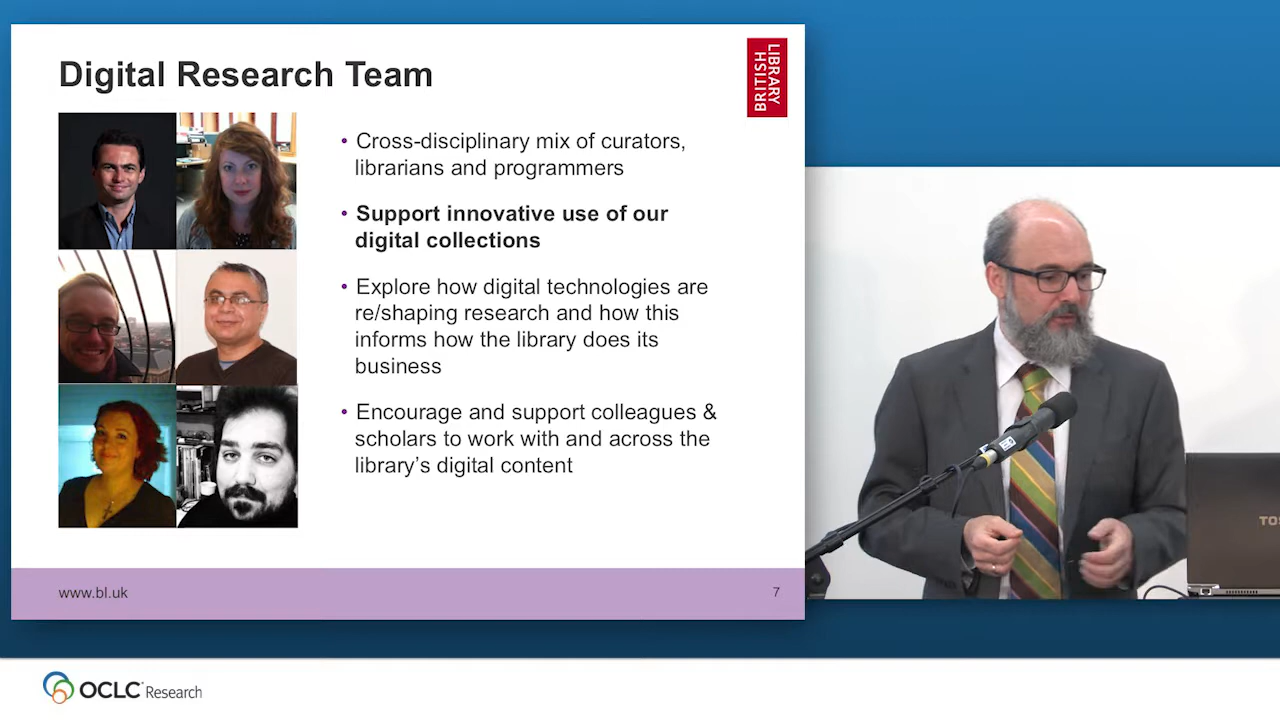 Digital Research Team
LIBRARY
BRITISH
• Cross-disciplinary mix of curators,
librarians and programmers
• Support innovative use of our
digital collections
• Explore how digital technologies are
re/shaping research and how this
informs how the library does its
business
• Encourage and support colleagues &
scholars to work with and across the
library’s digital content
www.bl.uk
7
OCLC Research